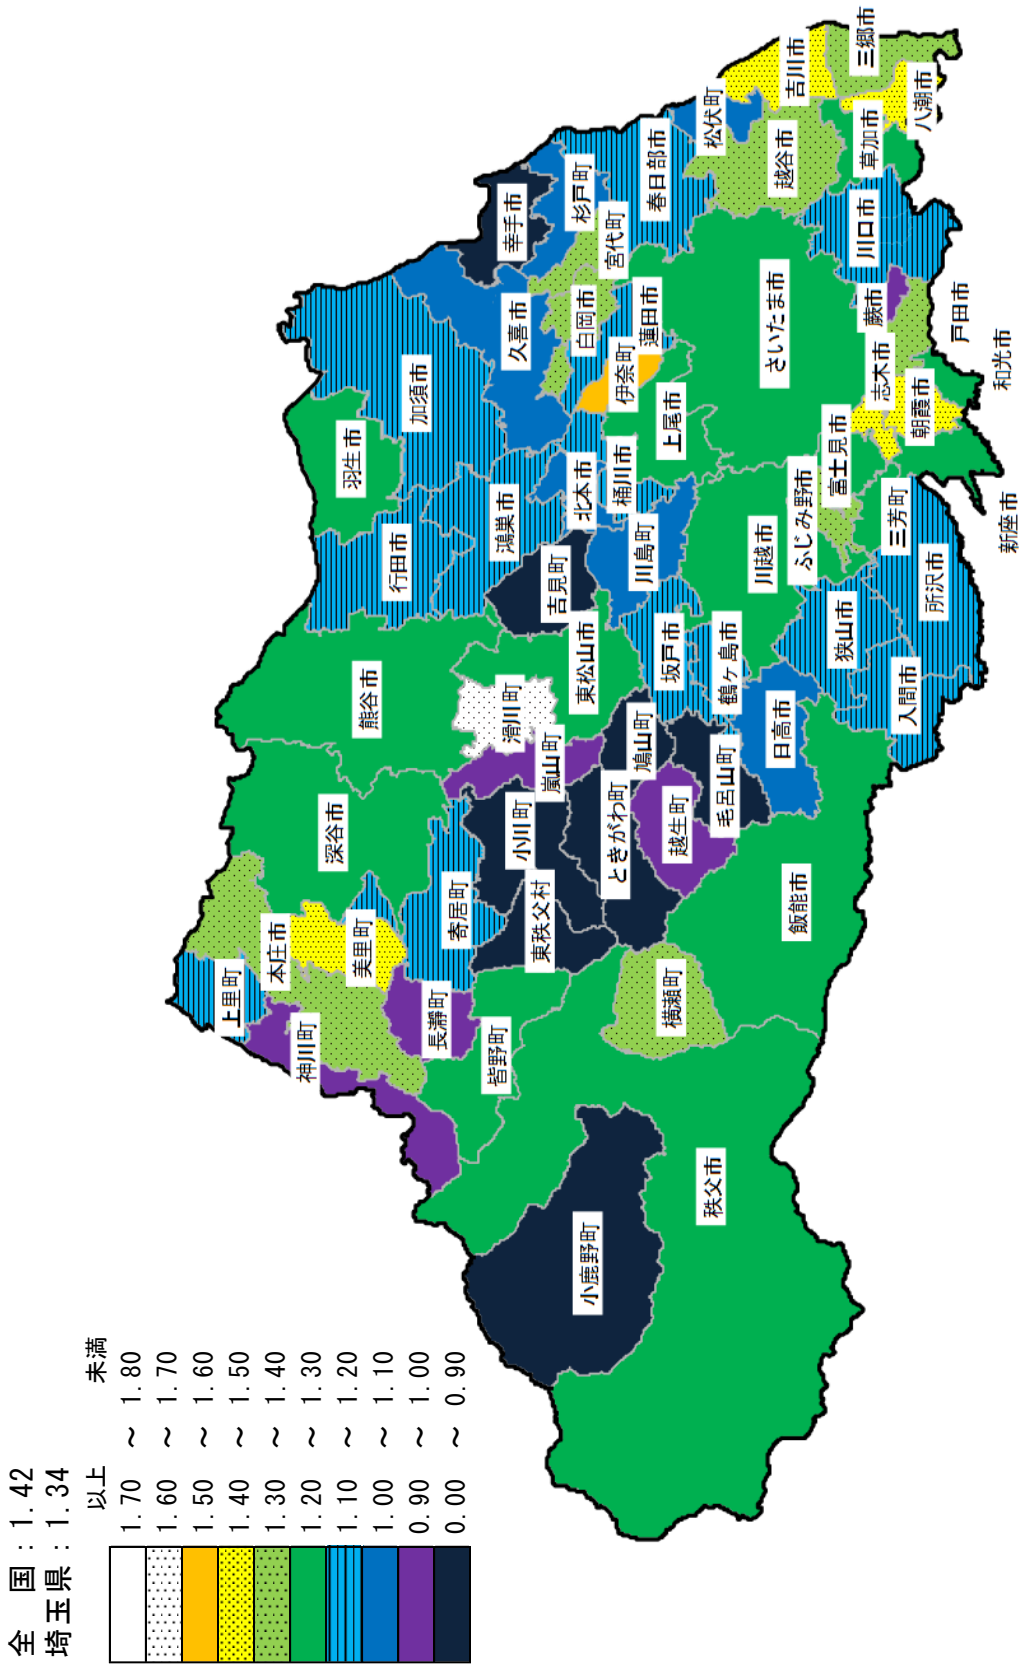 全　国：1.42
埼玉県：1.34
以上　未満
1.70 ～ 1.80
1.60 ～ 1.70
1.50 ～ 1.60
1.40 ～ 1.50
1.30 ～ 1.40
1.20 ～ 1.30
1.10 ～ 1.20
1.00 ～ 1.10
0.90 ～ 1.00
0.00 ～ 0.90
上里町
本庄市
神川町
美里町
深谷市
熊谷市
羽生市
加須市
行田市
長瀞町
寄居町
皆野町
東秩父村
小川町
嵐山町
滑川町
東松山市
吉見町
鴻巣市
北本市
久喜市
幸手市
杉戸町
宮代町
白岡市
蓮田市
伊奈町
桶川市
上尾市
川島町
小鹿野町
秩父市
横瀬町
ときがわ町
鳩山町
越生町
毛呂山町
坂戸市
鶴ヶ島市
日高市
飯能市
川越市
さいたま市
春日部市
松伏町
越谷市
吉川市
三郷市
八潮市
草加市
川口市
蕨市
戸田市
和光市
志木市
朝霞市
富士見市
ふじみ野市
三芳町
新座市
所沢市
狭山市
入間市